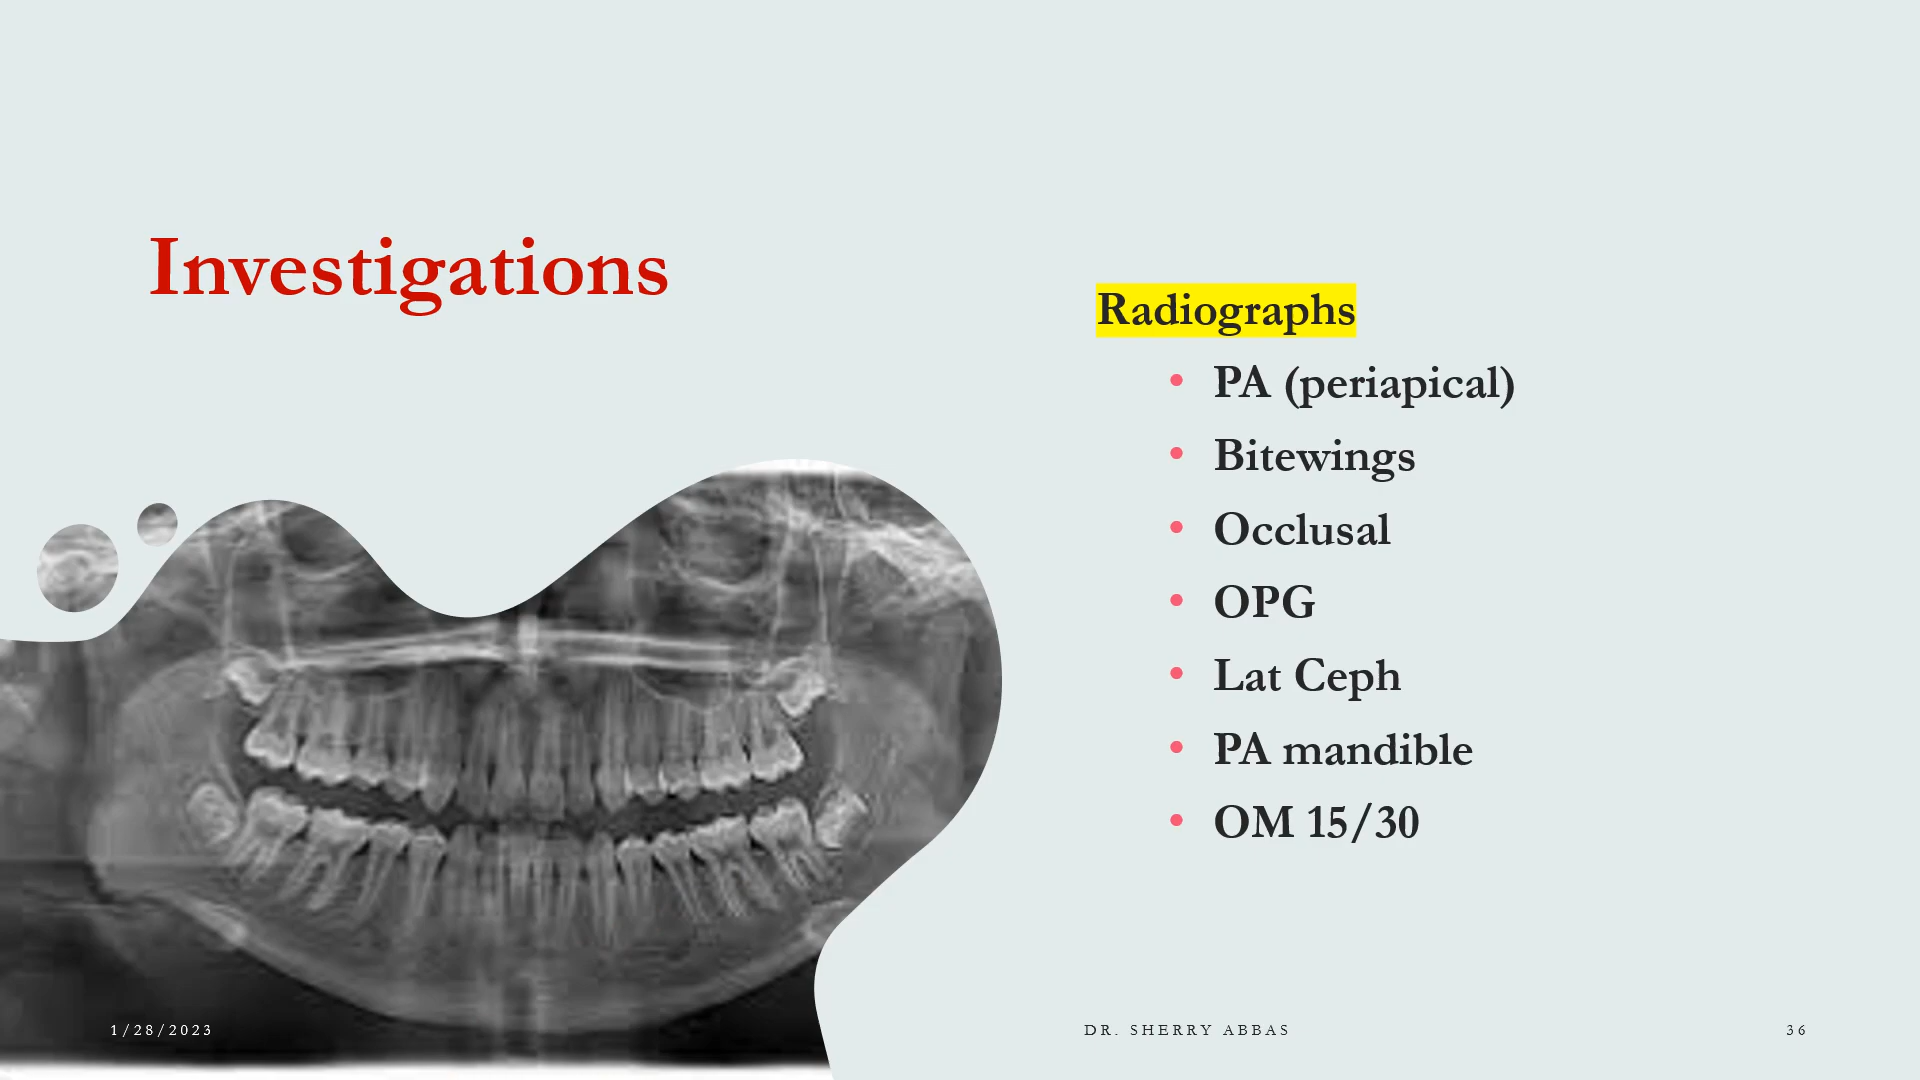 Investigations
Radiographs
• PA (periapical)
• Bitewings
• Occlusal
• OPG
• Lat Ceph
• PA mandible
• OM 15/30
1/28/2023
DR. SHERRY ABBAS
36